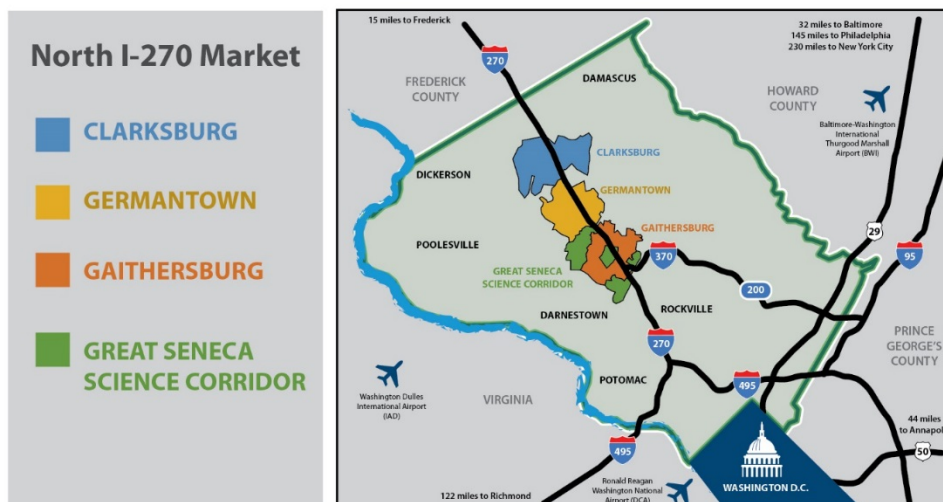 North I-270 Market
CLARKSBURG
GERMANTOWN
GAITHERSBURG
GREAT SENECA
SCIENCE CORRIDOR
15 miles to Frederick
32 miles to Baltimore
145 miles to Philadelphia
230 miles to New York City
270
DAMASCUS
FREDERICK
COUNTY
HOWARD
COUNTY
Baltimore-Washington
International
Thurgood Marshall
Airport (BWI)
CLARKSBURG
DICKERSON
GERMANTOWN
GAITHERSBURG
29
95
POOLESVILLE
370
GREAT SENECA
SCIENCE CORRIDOR
200
ROCKVILLE
DARNESTOWN
PRINCE
GEORGE'S
COUNTY
270
POTOMAC
495
Washington Dulles
International Airport
(IAD)
VIRGINIA
44 miles
to Annapol
495
50
WASHINGTON D.C.
122 miles to Richmond
Ronald Reagan
Washington National
Airport (DCA)